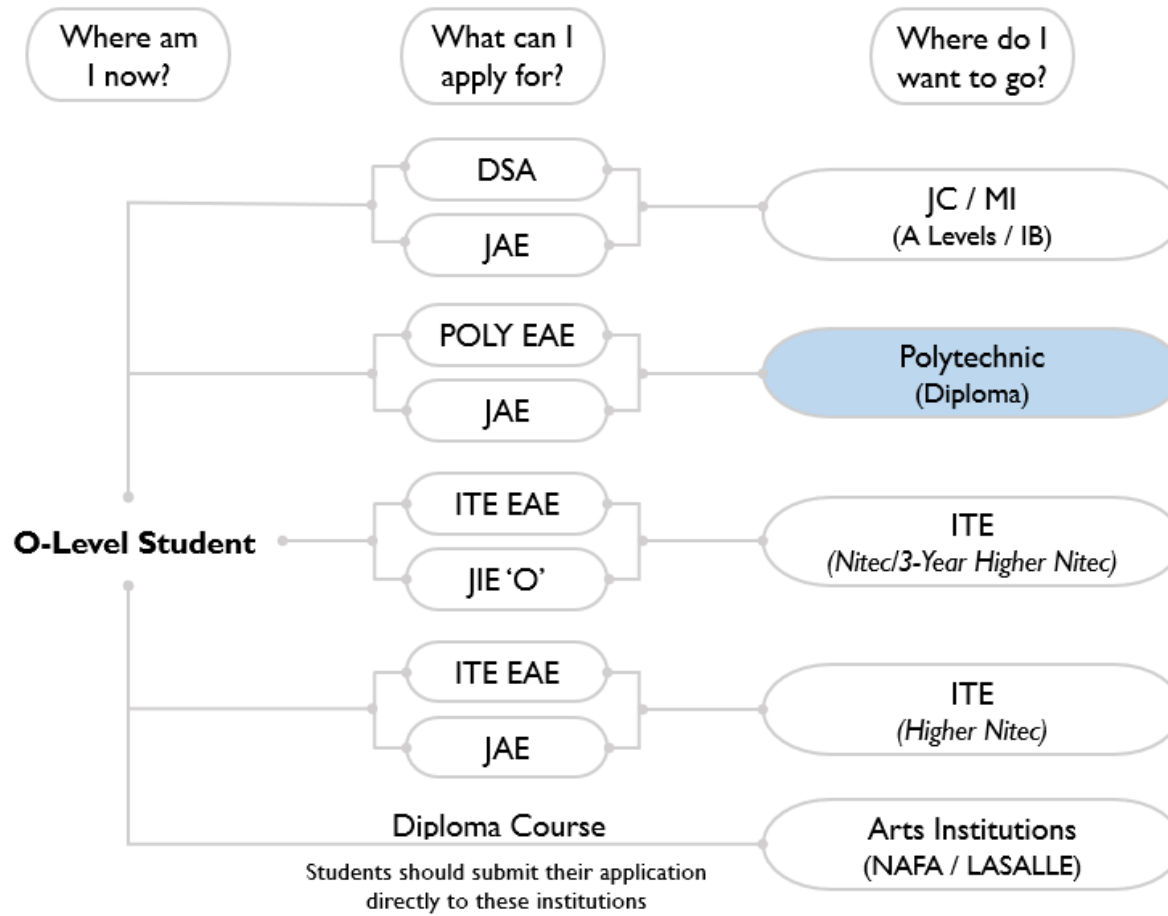 Where am
I now?
What can I
apply for?
Where do I
want to go?
DSA
JAE
JC / MI
(A Levels / IB)
POLY EAE
JAE
Polytechnic
(Diploma)
O-Level Student
ITE EAE
JIE ‘O’
ITE
(Nitec/3-Year Higher Nitec)
ITE EAE
JAE
ITE
(Higher Nitec)
Diploma Course
Students should submit their application
directly to these institutions
Arts Institutions
(NAFA / LASALLE)